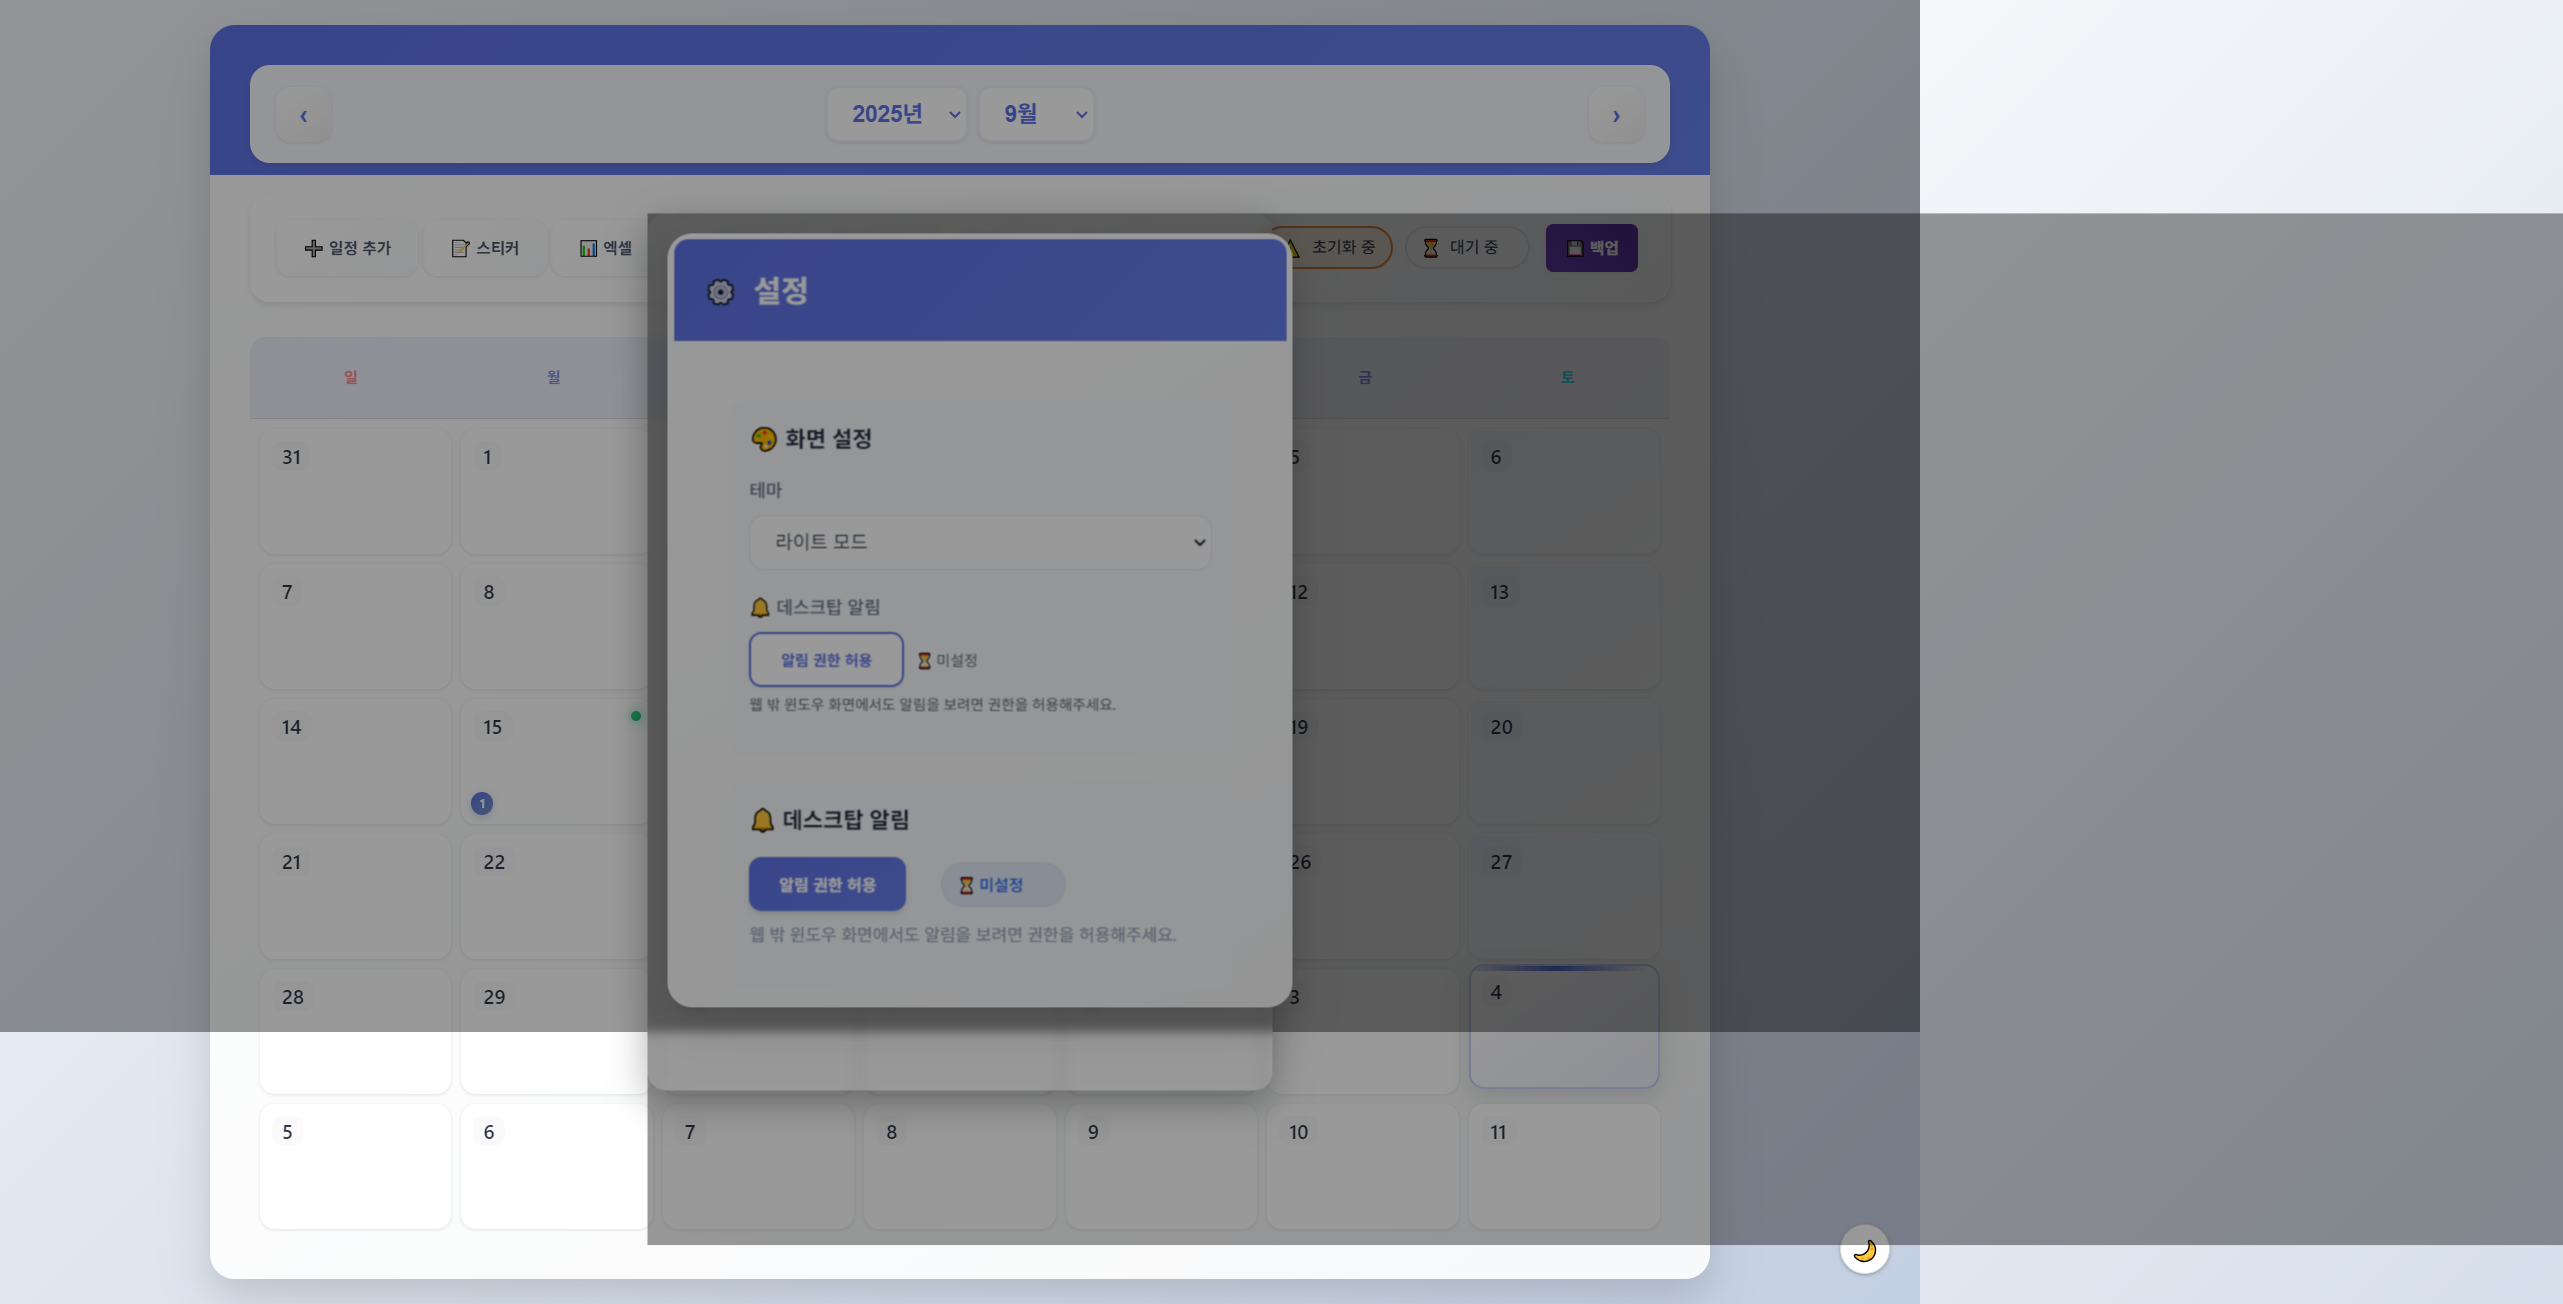 ‹ 2025년 9월 ›
➕ 일정 추가 📝 스티커 📊 엑셀 초기화 중 ⏳ 대기 중 💾 백업
⚙️ 설정
일 월 금 토
🎨 화면 설정
테마
라이트 모드
🔔 데스크탑 알림
알림 권한 허용 ⏳ 미설정
웹 밖 윈도우 화면에서도 알림을 보려면 권한을 허용해주세요.
🔔 데스크탑 알림
알림 권한 허용 ⏳ 미설정
웹 밖 윈도우 화면에서도 알림을 보려면 권한을 허용해주세요.
31 1 5 6
7 8 12 13
14 15 19 20
1
21 22 26 27
28 29 3 4
5 6 7 8 9 10 11